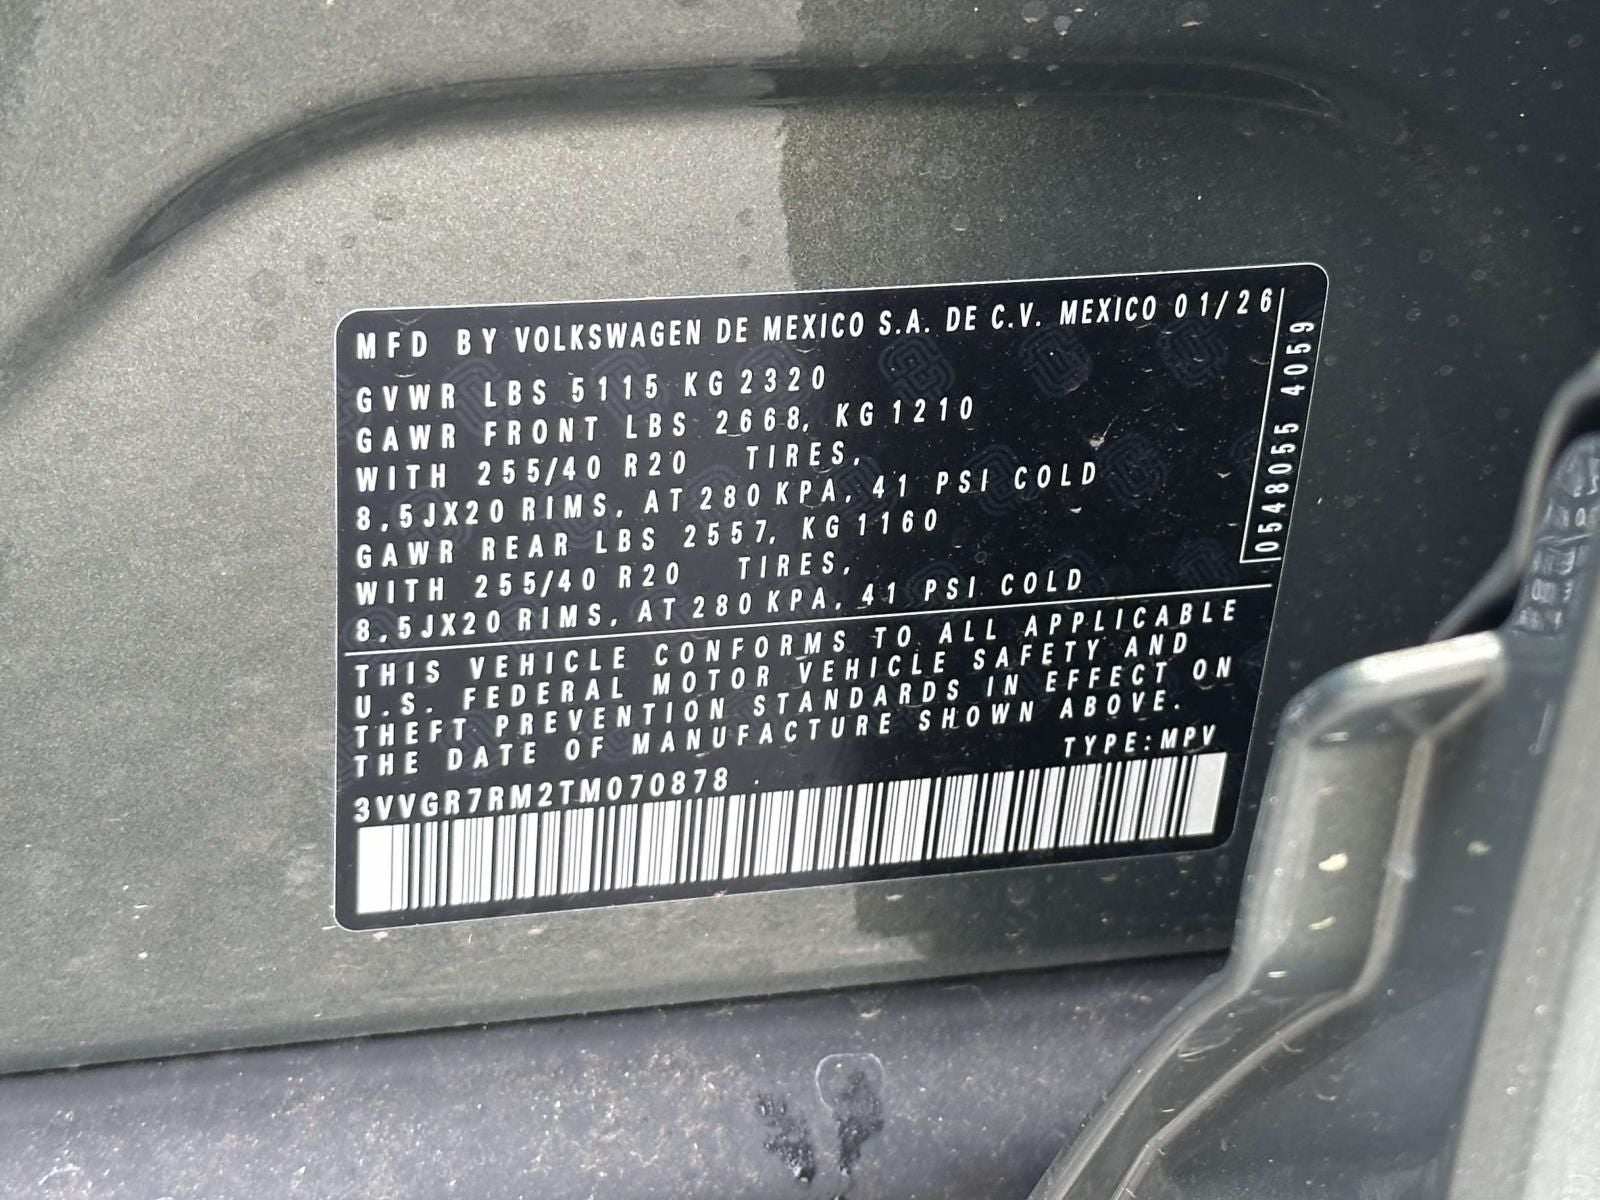 MFD BY VOLKSWAGEN DE MEXICO S.A. DE C.V. MEXICO 01/26
GVWR LBS 5115 KG 2320
GAWR FRONT LBS 2668, KG 1210
WITH 255/40 R20 TIRES,
8,5JX20 RIMS, AT 280 KPA, 41 PSI COLD
GAWR REAR LBS 2557, KG 1160
WITH 255/40 R20 TIRES,
8,5JX20 RIMS, AT 280 KPA, 41 PSI COLD
0548055 4059
THIS VEHICLE CONFORMS TO ALL APPLICABLE
U.S. FEDERAL MOTOR VEHICLE SAFETY AND
THEFT PREVENTION STANDARDS IN EFFECT ON
THE DATE OF MANUFACTURE SHOWN ABOVE.
TYPE:MPV
3VVGR7RM2TM070878